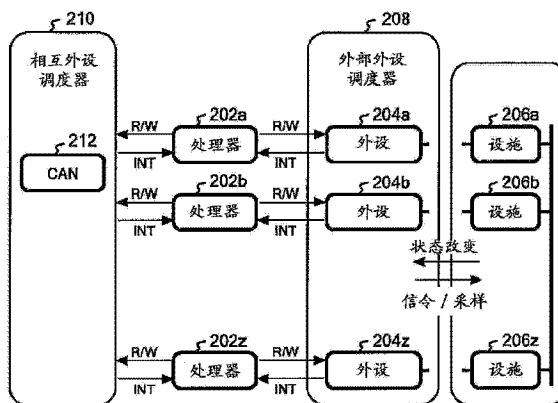 210
208
相互外设
调度器
外部外设
调度器
212
CAN
R/W
INT
202a
处理器
R/W
INT
204a
外设
206a
设施
R/W
INT
202b
处理器
R/W
INT
204b
外设
206b
设施
状态改变
信令 / 采样
R/W
INT
202z
处理器
R/W
INT
204z
外设
206z
设施